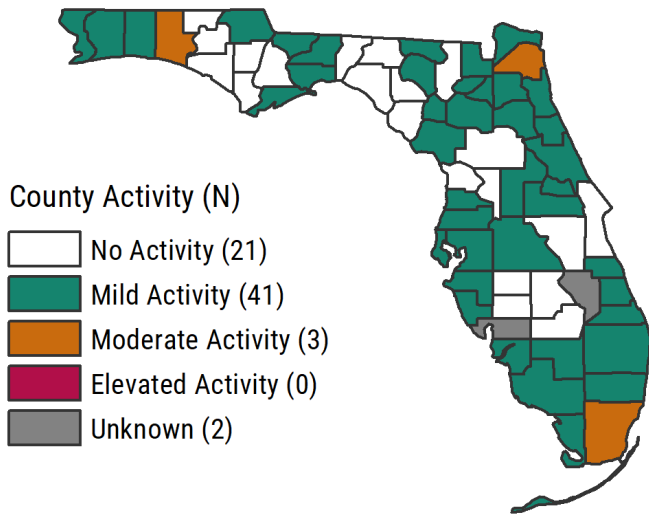 County Activity (N)
No Activity (21)
Mild Activity (41)
Moderate Activity (3)
Elevated Activity (0)
Unknown (2)